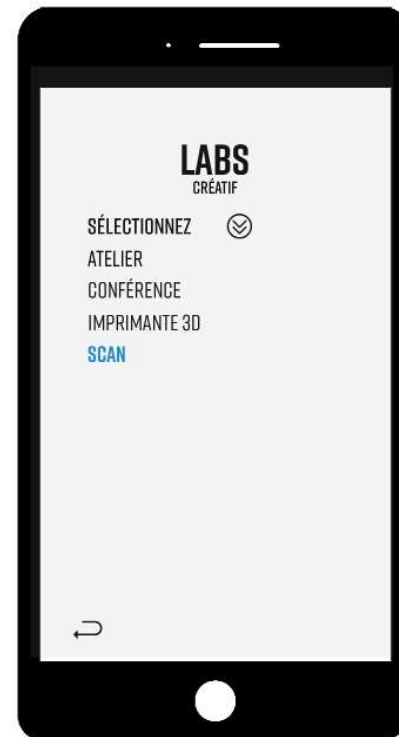 LABS
CRÉATIF
SÉLECTIONNEZ
ATELIER
CONFÉRENCE
IMPRIMANTE 3D
SCAN